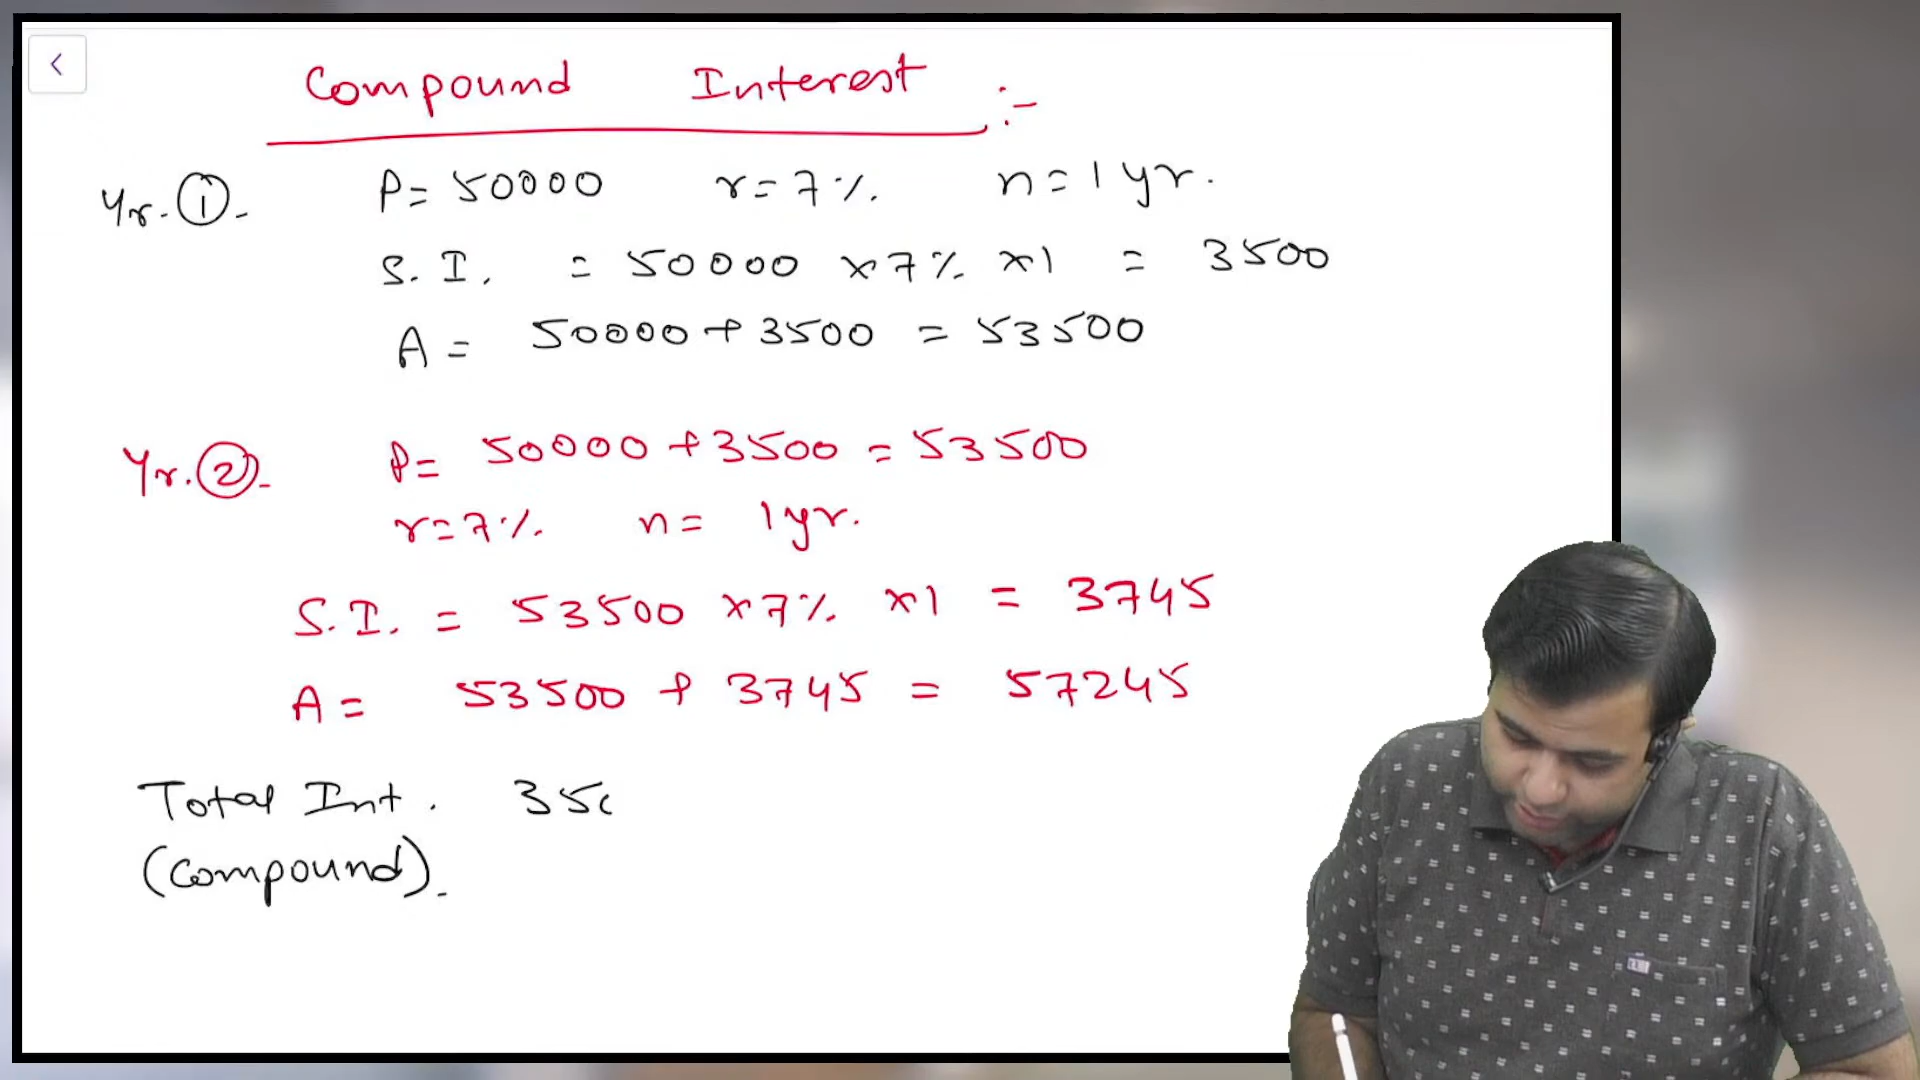 Compound Interest :-
Yr. ① - P = 50000 r = 7 %. n = 1 yr.
S. I. = 50000 × 7 % × 1 = 3500
A = 50000 + 3500 = 53500
Yr. ② - P = 50000 + 3500 = 53500
r = 7 %. n = 1 yr.
S. I. = 53500 × 7 % × 1 = 3745
A = 53500 + 3745 = 57245
Total Int. 350
(Compound).